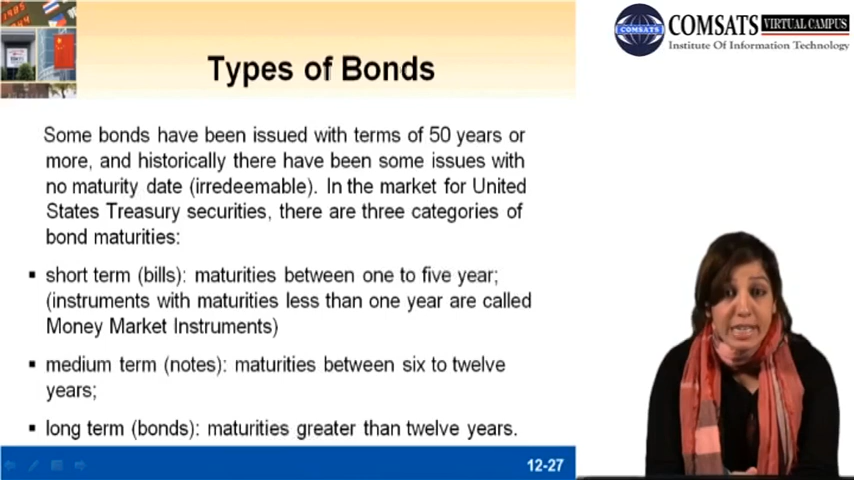 COMSATS
COMSATS VIRTUAL CAMPUS
Institute Of Information Technology
Types of Bonds
Some bonds have been issued with terms of 50 years or
more, and historically there have been some issues with
no maturity date (irredeemable). In the market for United
States Treasury securities, there are three categories of
bond maturities:
▪ short term (bills): maturities between one to five year;
(instruments with maturities less than one year are called
Money Market Instruments)
▪ medium term (notes): maturities between six to twelve
years;
▪ long term (bonds): maturities greater than twelve years.
12-27